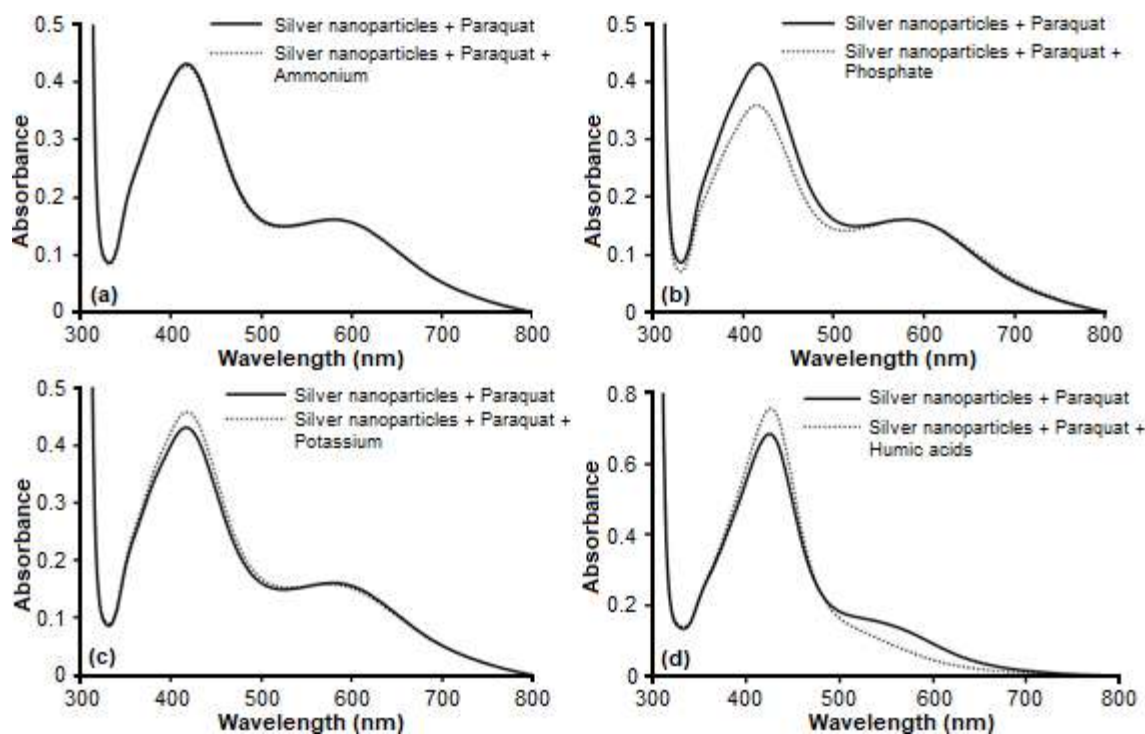 0.5
0.4
0.3
0.2
0.1
0
Absorbance
Silver nanoparticles + Paraquat
Silver nanoparticles + Paraquat +
Ammonium
(a)
300 400 500 600 700 800
Wavelength (nm)
0.5
0.4
0.3
0.2
0.1
0
Absorbance
Silver nanoparticles + Paraquat
Silver nanoparticles + Paraquat +
Phosphate
(b)
300 400 500 600 700 800
Wavelength (nm)
0.5
0.4
0.3
0.2
0.1
0
Absorbance
Silver nanoparticles + Paraquat
Silver nanoparticles + Paraquat +
Potassium
(c)
300 400 500 600 700 800
Wavelength (nm)
0.8
0.6
0.4
0.2
0
Absorbance
Silver nanoparticles + Paraquat
Silver nanoparticles + Paraquat +
Humic acids
(d)
300 400 500 600 700 800
Wavelength (nm)